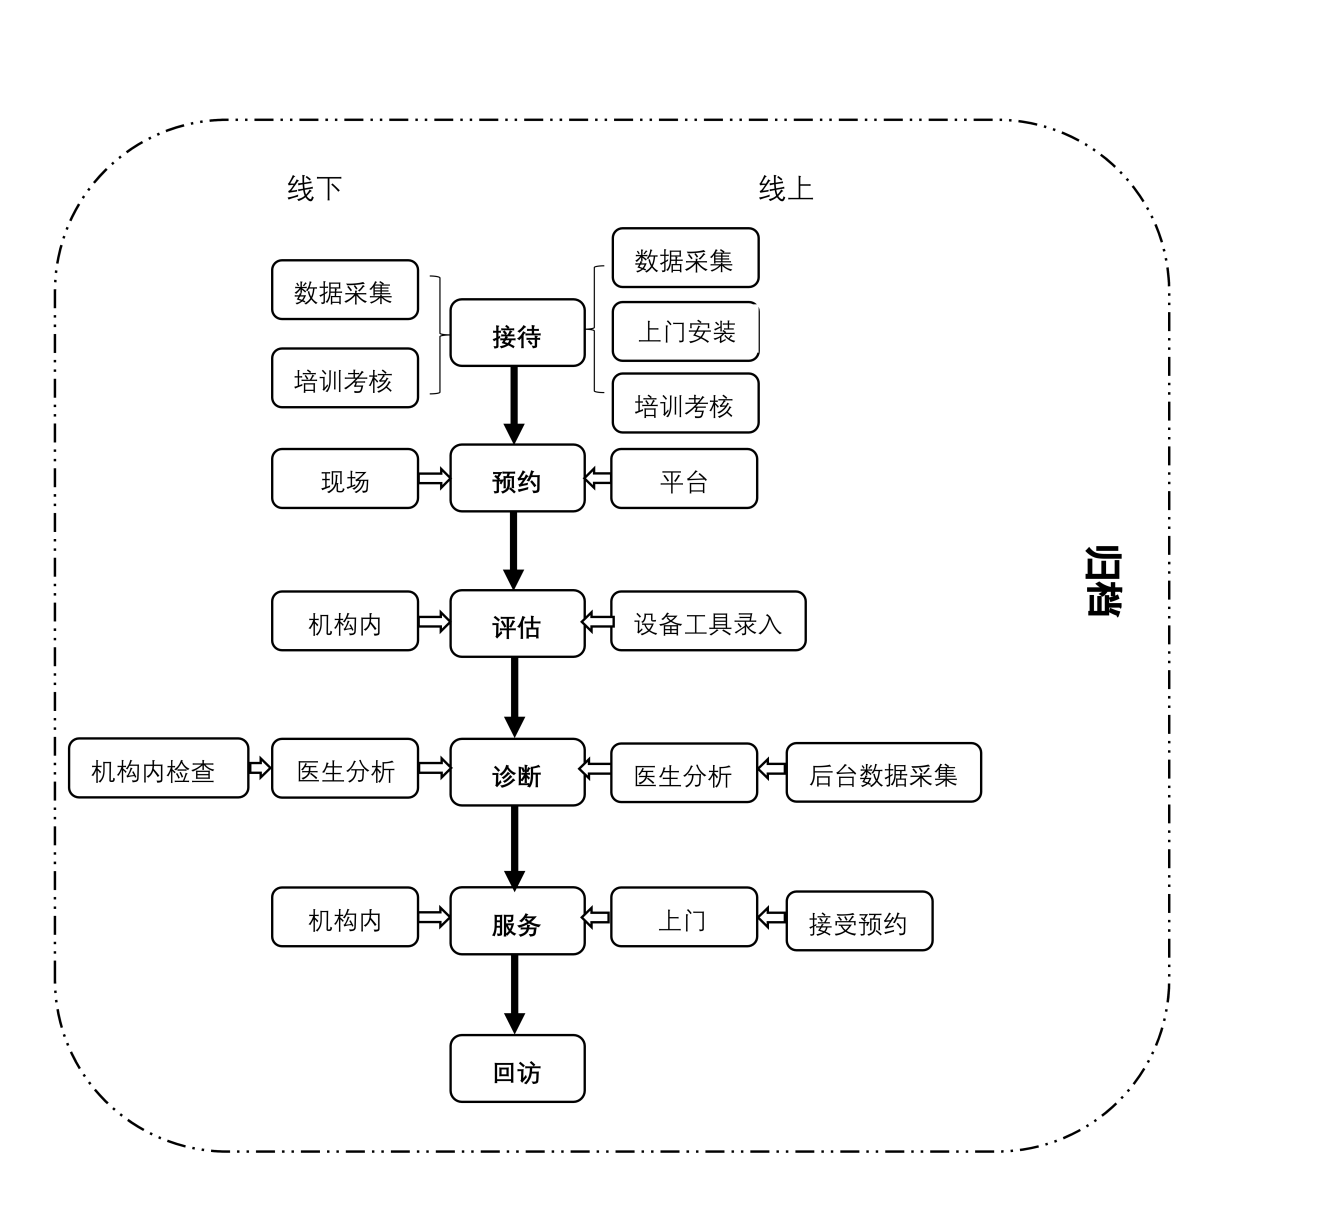 线下
线上
数据采集
数据采集
接待
上门安装
培训考核
培训考核
现场
预约
平台
归档
机构内
评估
设备工具录入
机构内检查
医生分析
诊断
医生分析
后台数据采集
机构内
服务
上门
接受预约
回访